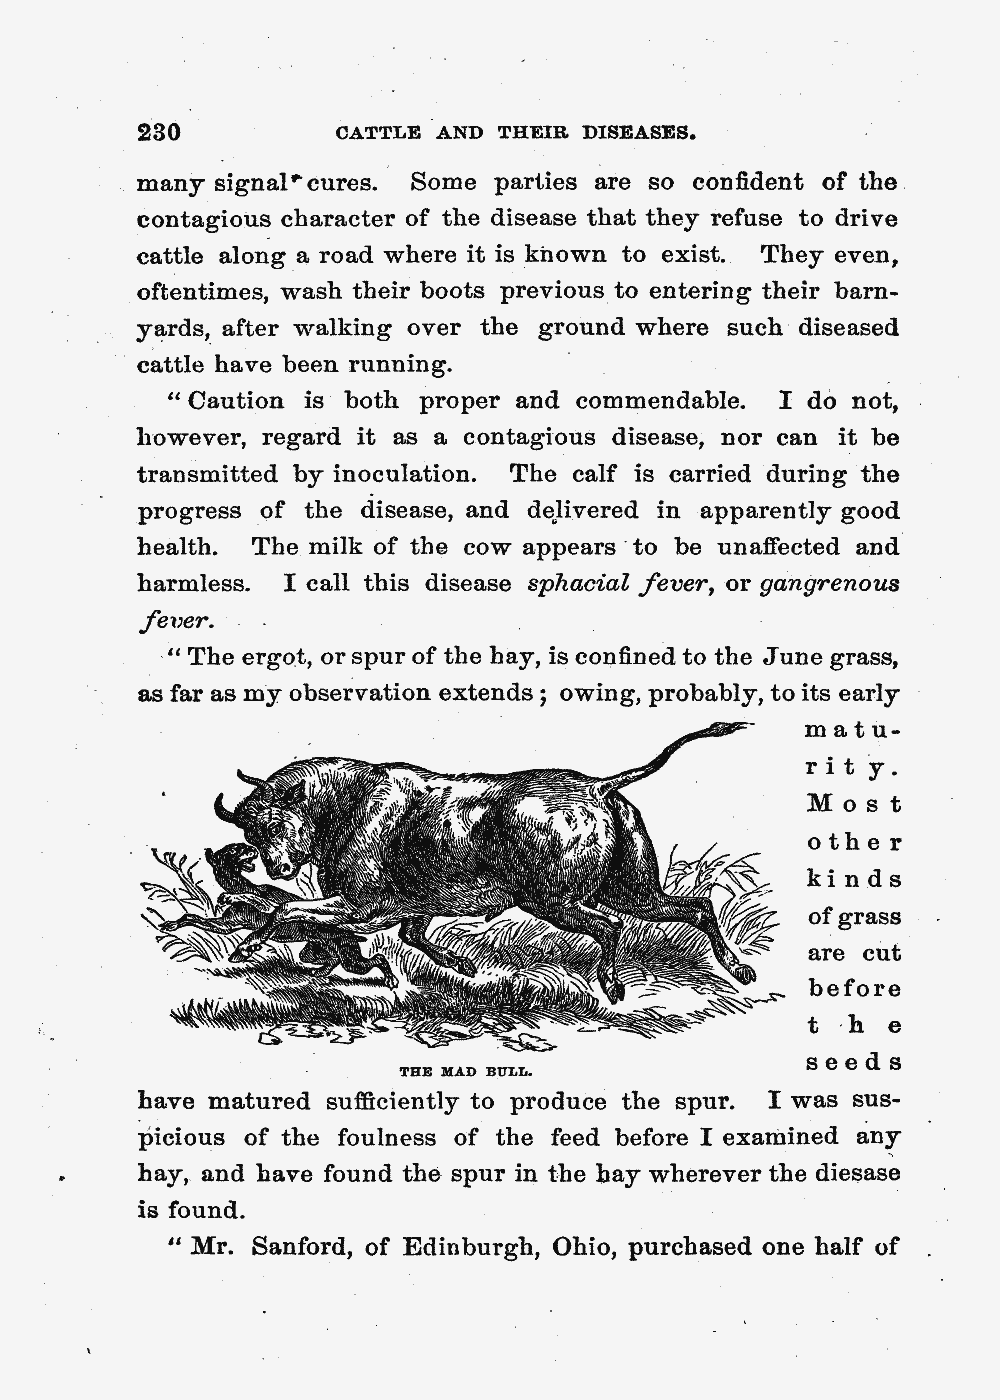 230 CATTLE AND THEIR DISEASES.
many signal cures. Some parties are so confident of the
contagious character of the disease that they refuse to drive
cattle along a road where it is known to exist. They even,
oftentimes, wash their boots previous to entering their barn-
yards, after walking over the ground where such diseased
cattle have been running.
“ Caution is both proper and commendable. I do not,
however, regard it as a contagious disease, nor can it be
transmitted by inoculation. The calf is carried during the
progress of the disease, and delivered in apparently good
health. The milk of the cow appears to be unaffected and
harmless. I call this disease sphacial fever, or gangrenous
fever.
“ The ergot, or spur of the hay, is confined to the June grass,
as far as my observation extends ; owing, probably, to its early
matu-
rity.
Most
other
kinds
of grass
are cut
before
the
seeds
THE MAD BULL.
have matured sufficiently to produce the spur. I was sus-
picious of the foulness of the feed before I examined any
hay, and have found the spur in the hay wherever the diesase
is found.
“ Mr. Sanford, of Edinburgh, Ohio, purchased one half of